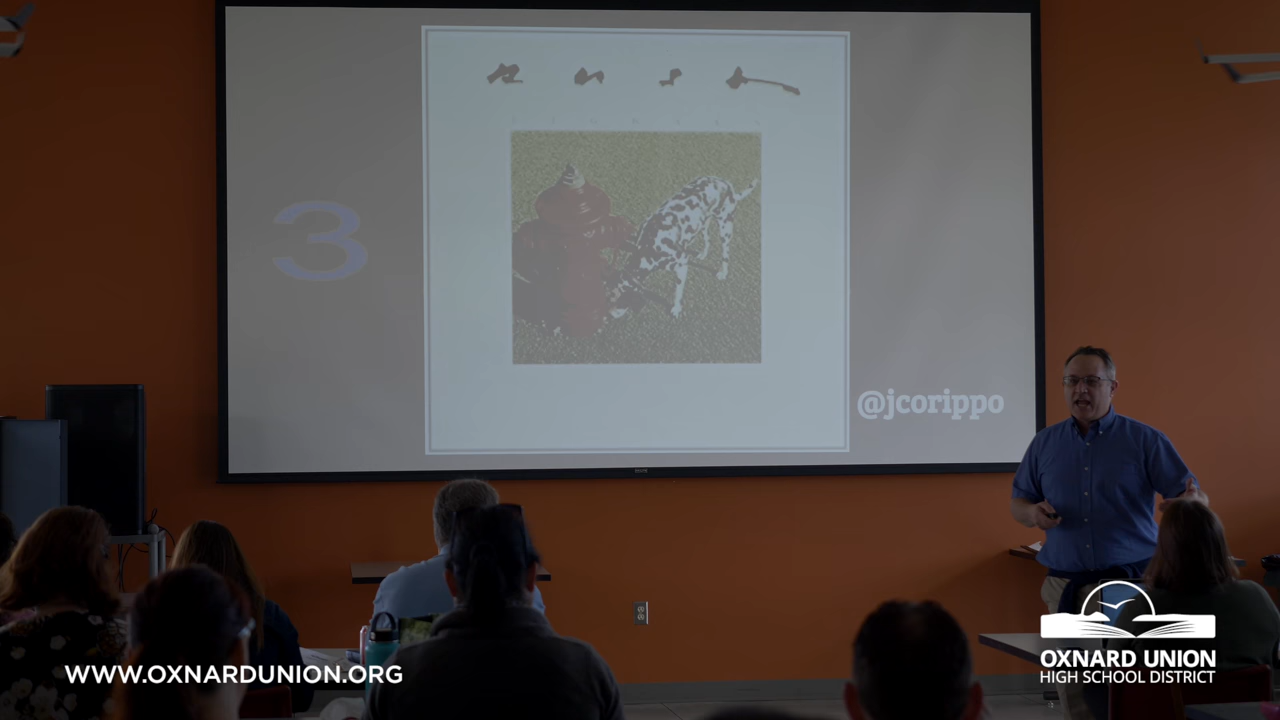 3
@jcorippo
WWW.OXNARDUNION.ORG
OXNARD UNION
HIGH SCHOOL DISTRICT